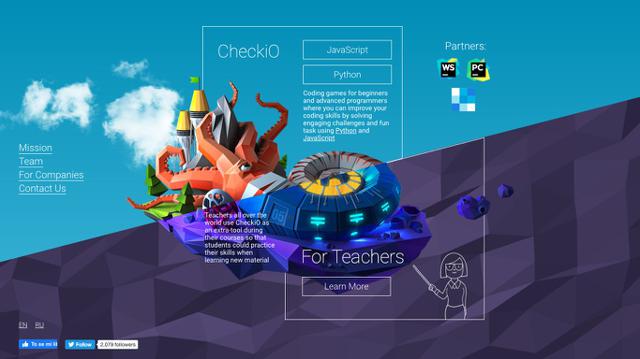 CheckiO
JavaScript
Python
Coding games for beginners
and advanced programmers
where you can improve your
coding skills by solving
engaging challenges and fun
task using Python and
JavaScript
Partners:
WS
PC
Mission
Team
For Companies
Contact Us
Teachers all over the
world use CheckiO as
an extra tool during
their courses so that
students could practice
their skills when
learning new material
For Teachers
Learn More
EN RU
To se mi líb
Follow
2,079 followers